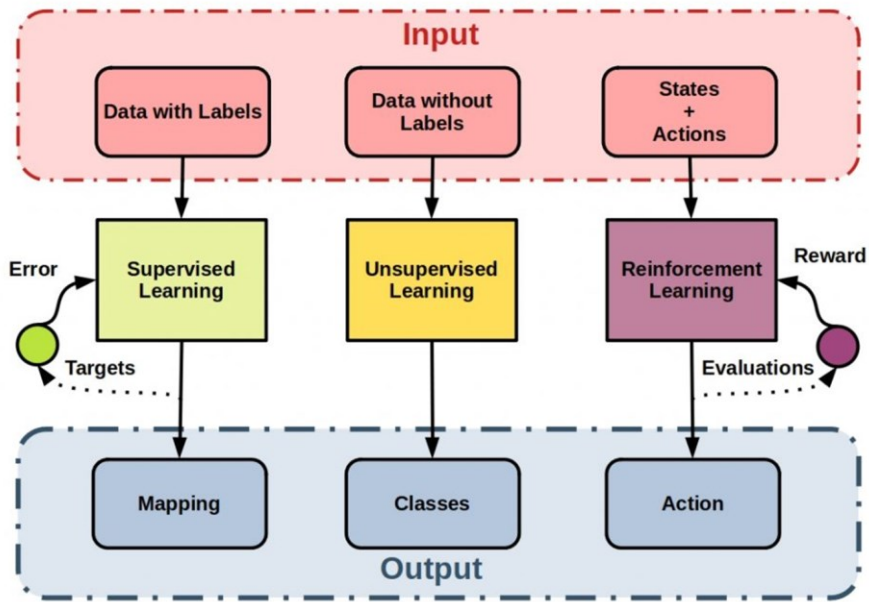 Input
Data with Labels
Data without
Labels
States
+
Actions
Error
Supervised
Learning
Unsupervised
Learning
Reinforcement
Learning
Reward
Targets
Evaluations
Mapping
Classes
Action
Output